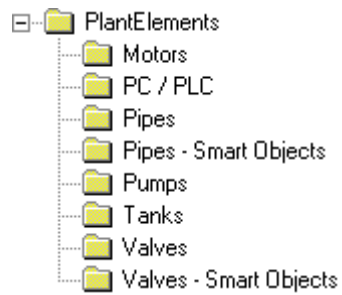 PlantElements
Motors
PC / PLC
Pipes
Pipes - Smart Objects
Pumps
Tanks
Valves
Valves - Smart Objects